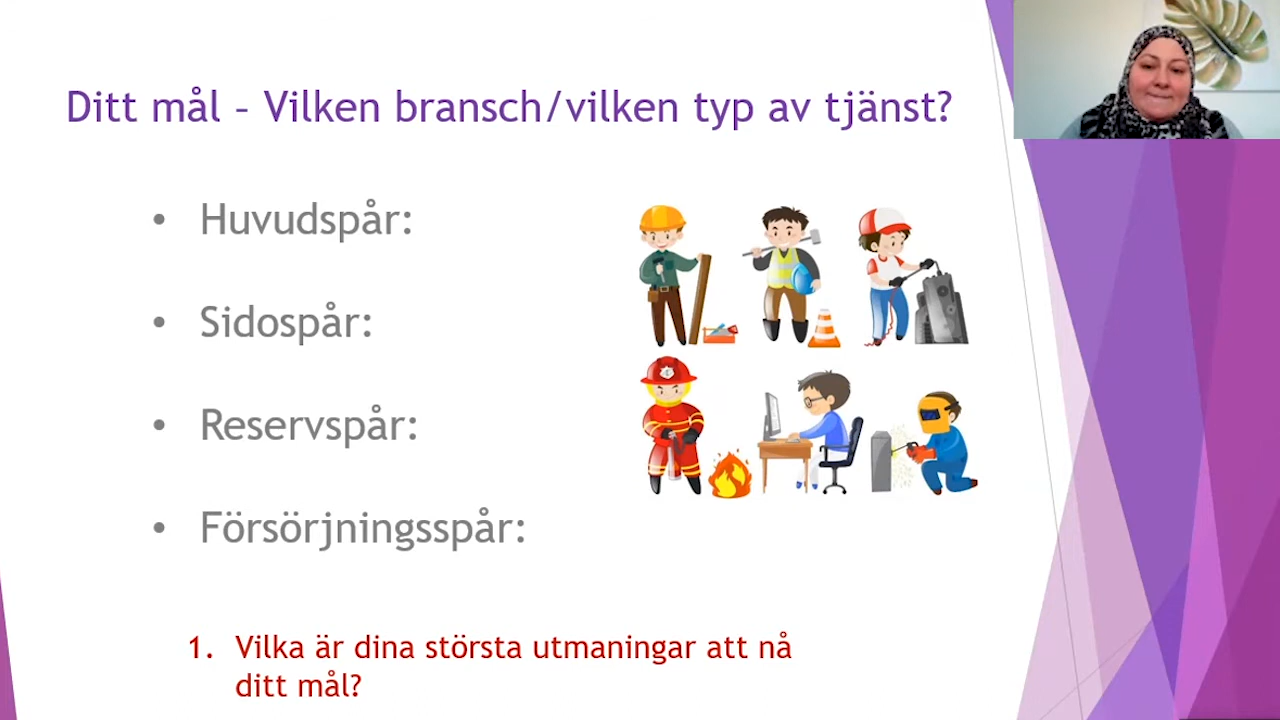 Ditt mål – Vilken bransch/vilken typ av tjänst?
• Huvudspår:
• Sidospår:
• Reservspår:
• Försörjningsspår:
1. Vilka är dina största utmaningar att nå
ditt mål?